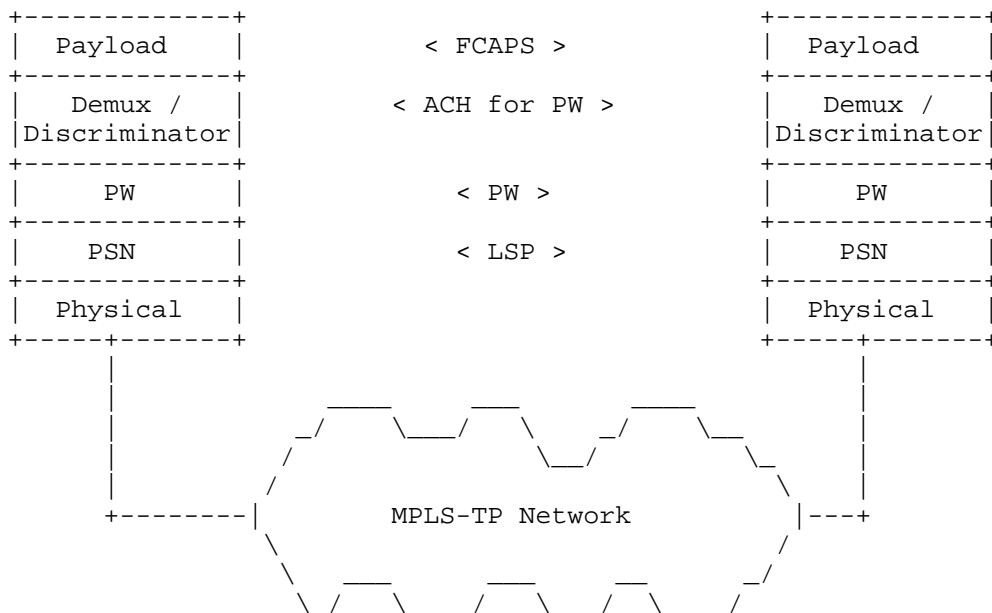 Payload < FCAPS > Payload
Demux / < ACH for PW > Demux /
Discriminator Discriminator
PW < PW > PW
PSN < LSP > PSN
Physical Physical
MPLS-TP Network